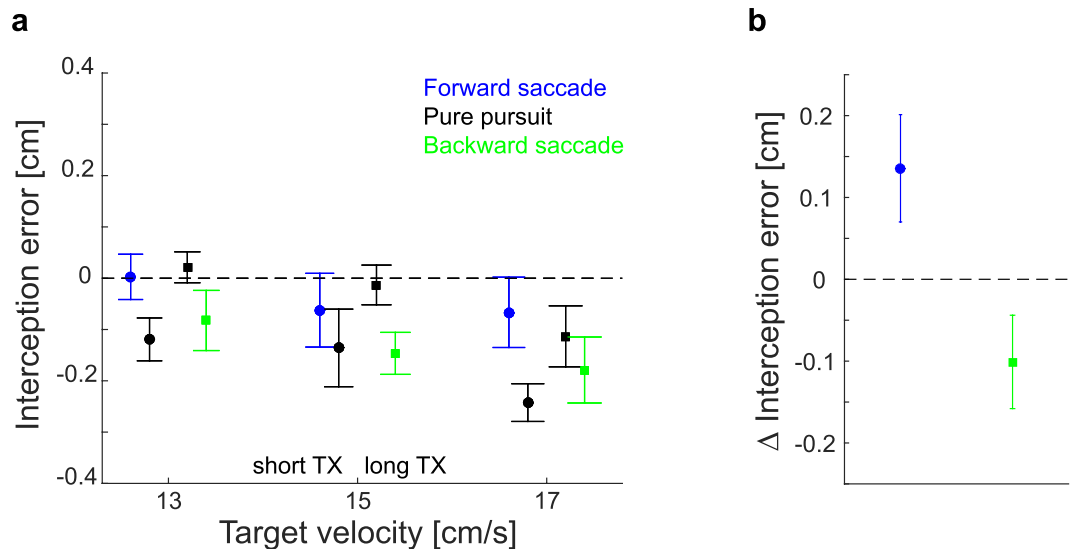 a
Interception error [cm]
0.4
0.2
0
-0.2
-0.4
Forward saccade
Pure pursuit
Backward saccade
short TX long TX
13 15 17
Target velocity [cm/s]
b
Δ Interception error [cm]
0.2
0.1
0
-0.1
-0.2